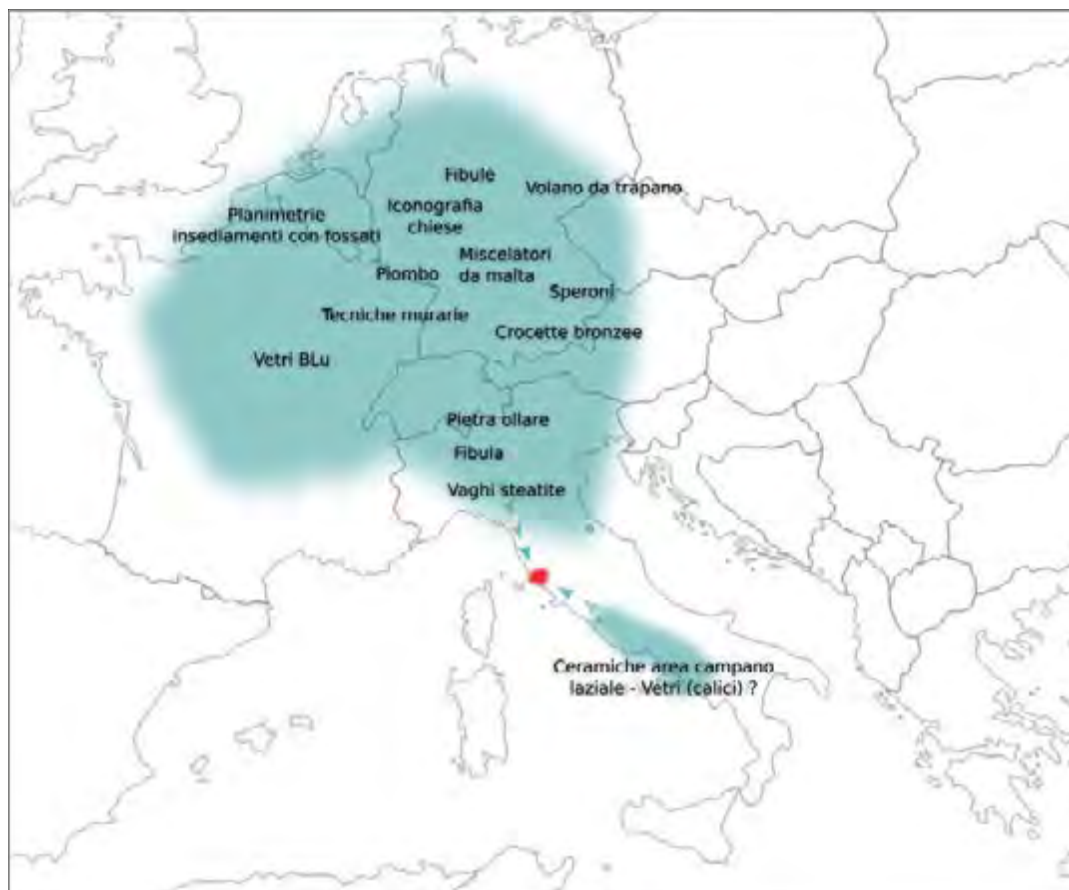 Fibule
Volano da trapano
Iconografia
chiese
Planimetrie
insediamenti con fossati
Miscelatori
da malta
Piombo
Speroni
Tecniche murarie
Crocette bronzee
Vetri BLu
Pietra ollare
Fibula
Vaghi steatite
Ceramiche area campano
laziale - Vetri (calici) ?